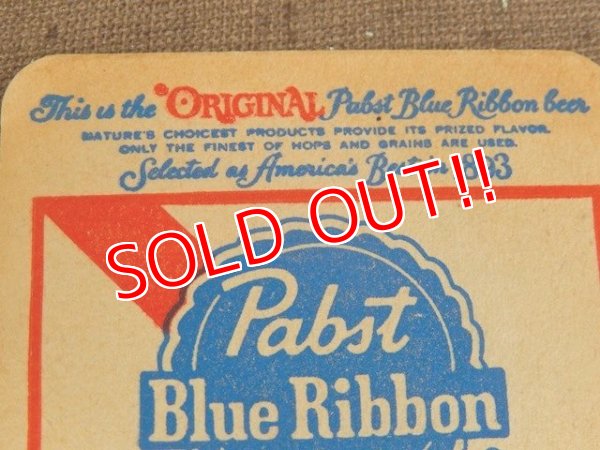 This is the ORIGINAL Pabst Blue Ribbon beer
NATURE'S CHOICEST PRODUCTS PROVIDE ITS PRIZED FLAVOR.
ONLY THE FINEST OF HOPS AND GRAINS ARE USED.
Selected as America's Best in 1893
SOLD OUT!!
Pabst
Blue Ribbon